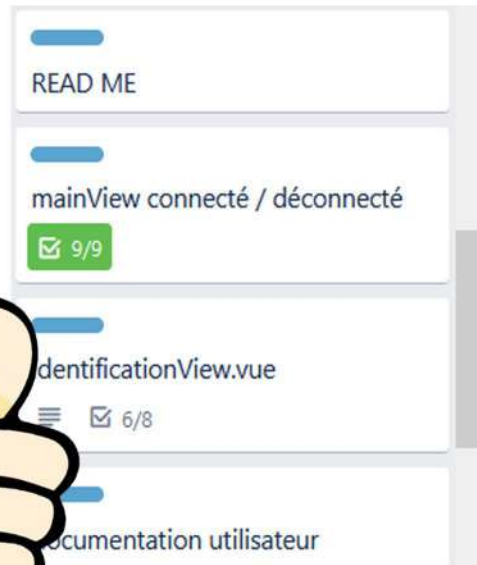 READ ME
mainView connecté / déconnecté
9/9
dentificationView.vue
6/8
ocumentation utilisateur